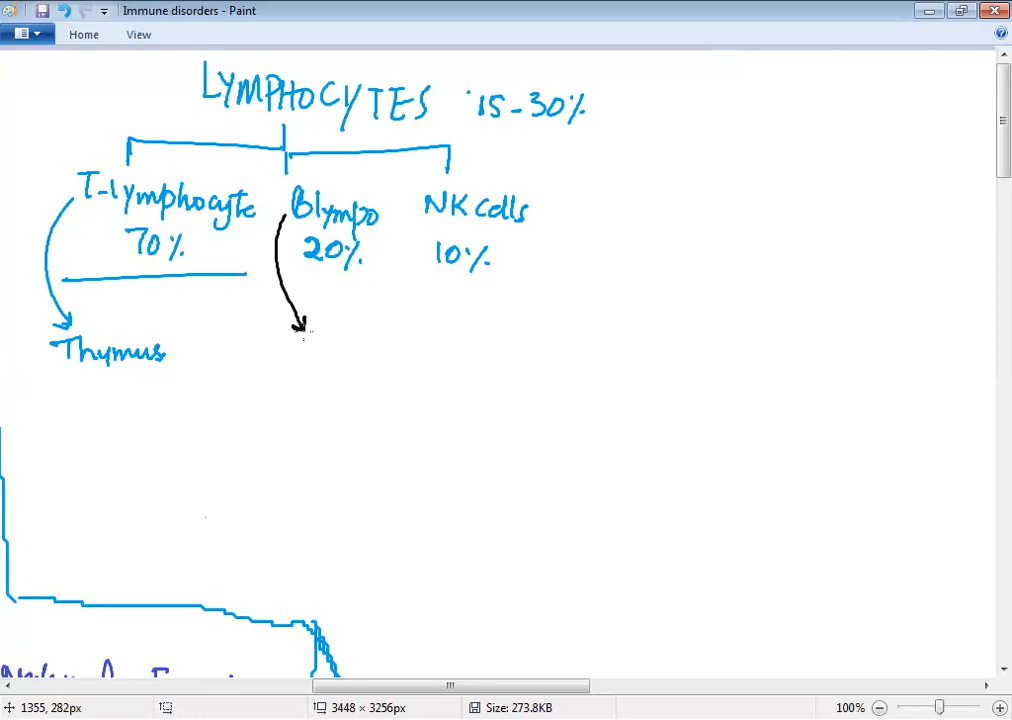 Immune disorders - Paint
Home View
LYMPHOCYTES 15-30%
T-lymphocyte Blympo NK Cells
70% 20% 10%
Thymus
1355, 282px 3448 × 3256px Size: 273.8KB 100%